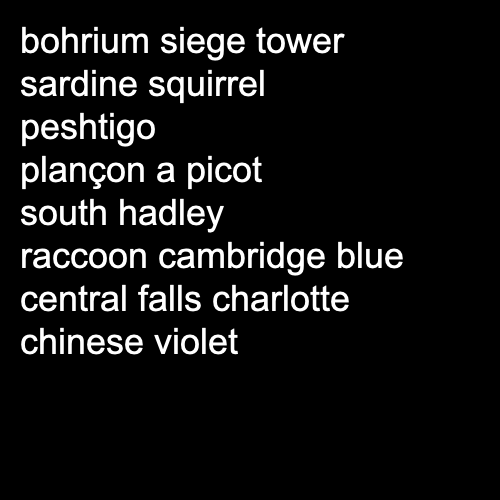 bohrium siege tower
sardine squirrel
peshtigo
plançon a picot
south hadley
raccoon cambridge blue
central falls charlotte
chinese violet